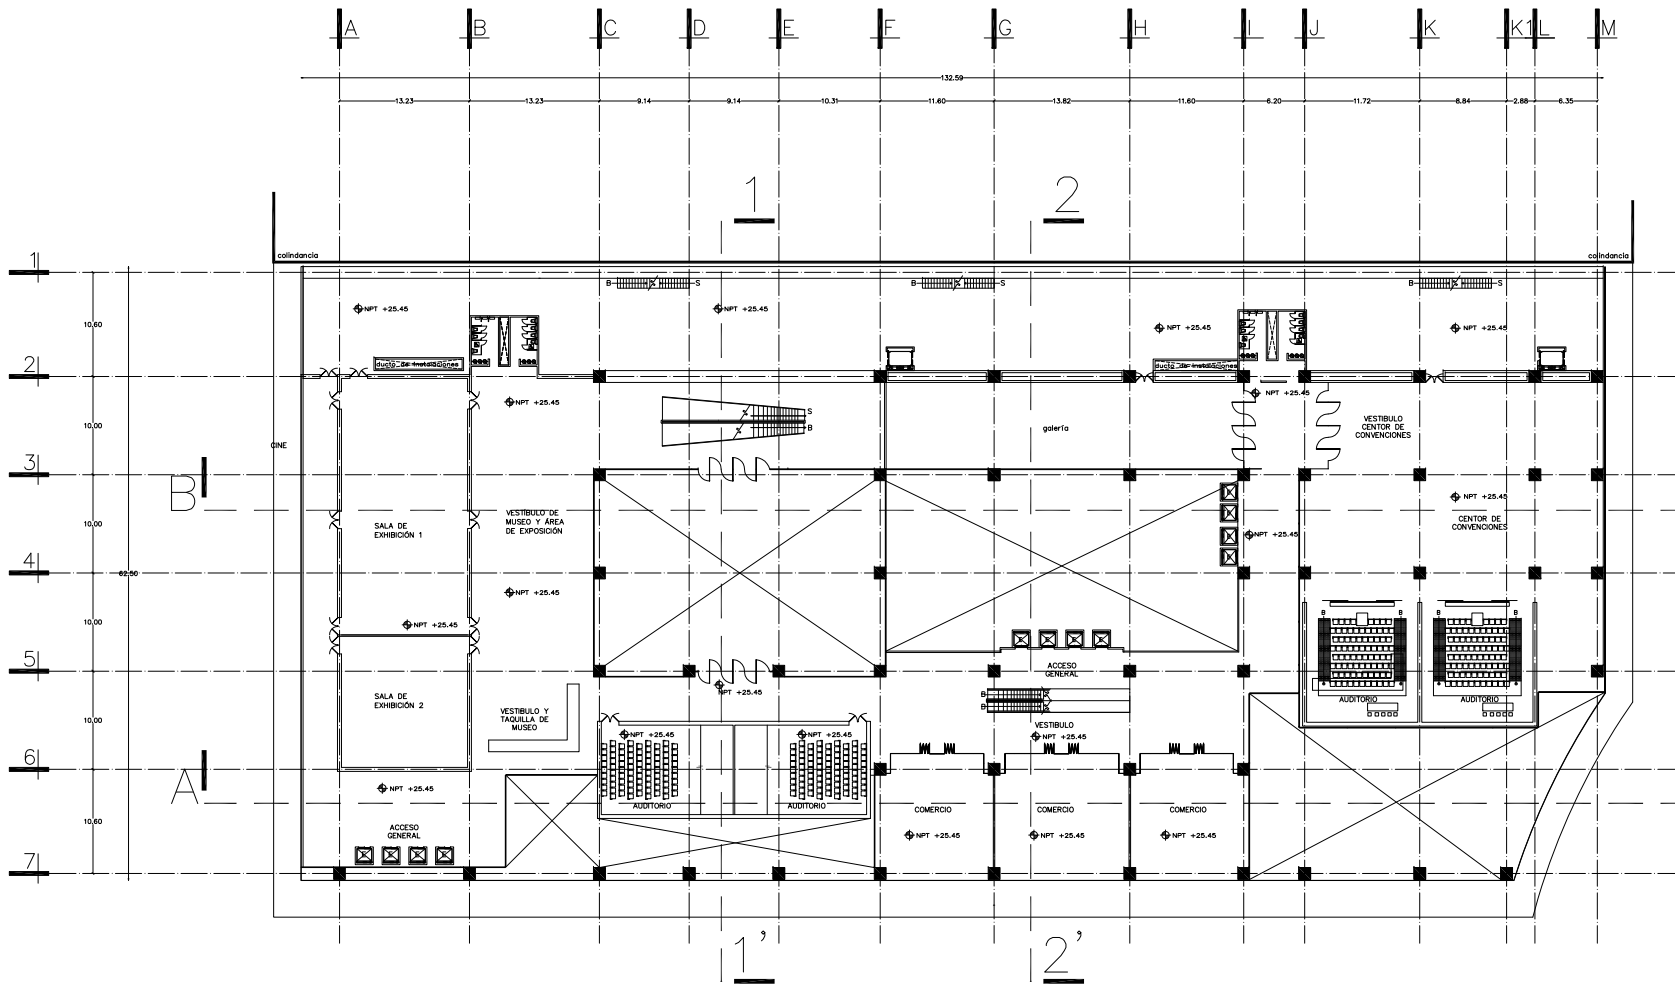 A B C D E F G H I J K K1 L M
132.59
13.23 13.23 9.14 9.14 10.31 11.60 13.82 11.60 6.20 11.72 8.84 2.88 6.35
1 2
1
colindancia colindancia
B S B S B S
NPT +25.45 NPT +25.45
10.60
NPT +25.45 NPT +25.45
2
ducto de instalaciones ducto de instalaciones
NPT +25.45
NPT +25.45
S
B
10.00
galería
VESTIBULO
CENTOR DE
CONVENCIONES
CINE
3
B
NPT +25.45
VESTÍBULO DE
MUSEO Y ÁREA
DE EXPOSICIÓN
SALA DE
EXHIBICIÓN 1
CENTOR DE
CONVENCIONES
10.00
NPT +25.45
4
62.50
NPT +25.45
B B B B
10.00
NPT +25.45
5
ACCESO
GENERAL
NPT +25.45
SALA DE
EXHIBICIÓN 2
B
B
AUDITORIO AUDITORIO
VESTIBULO Y
TAQUILLA DE
MUSEO
10.00
VESTÍBULO
NPT +25.45 NPT +25.45 NPT +25.45
6
A
NPT +25.45
AUDITORIO AUDITORIO
COMERCIO COMERCIO COMERCIO
10.60
ACCESO
GENERAL
NPT +25.45 NPT +25.45 NPT +25.45
7
1' 2'